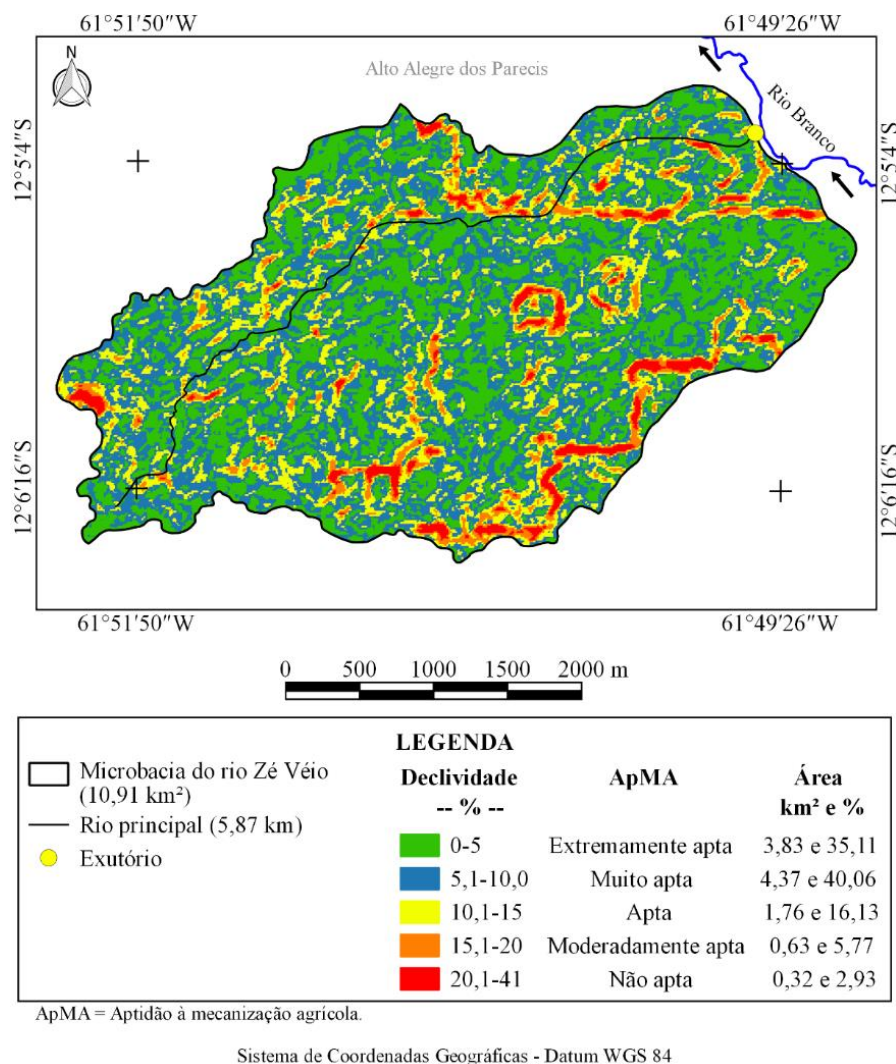 61°51′50″W
61°49′26″W
N
Alto Alegre dos Parecis
Rio Branco
12°5′4″S
12°5′4″S
12°6′16″S
12°6′16″S
61°51′50″W
61°49′26″W
0 500 1000 1500 2000 m
LEGENDA
Microbacia do rio Zé Véio
(10,91 km²)
Rio principal (5,87 km)
Exutório
Declividade ApMA Área
-- % -- km² e %
0-5 Extremamente apta 3,83 e 35,11
5,1-10,0 Muito apta 4,37 e 40,06
10,1-15 Apta 1,76 e 16,13
15,1-20 Moderadamente apta 0,63 e 5,77
20,1-41 Não apta 0,32 e 2,93
ApMA = Aptidão à mecanização agrícola.
Sistema de Coordenadas Geográficas - Datum WGS 84